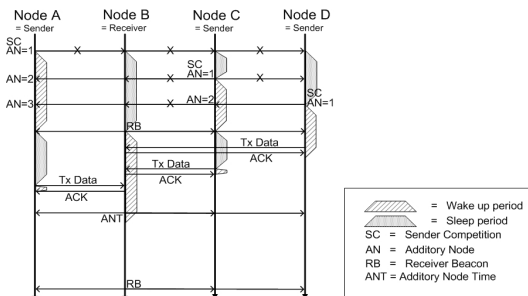 Node A Node B Node C Node D
= Sender = Receiver = Sender = Sender
SC
AN=1 X X X
SC
AN=2 X AN=1 X
SC
AN=3 X AN=2 AN=1
RB
Tx Data
ACK
Tx Data
ACK
Tx Data
ACK
ANT
RB
= Wake up period
= Sleep period
SC = Sender Competition
AN = Additory Node
RB = Receiver Beacon
ANT = Additory Node Time